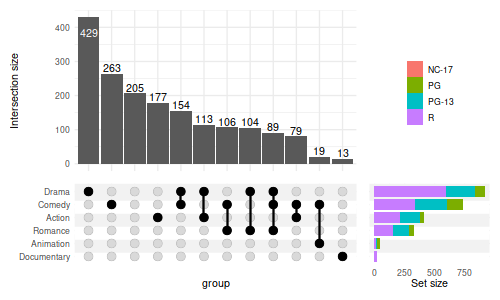 Intersection size
400
300
200
100
0
429
263
205
177
154
113
106
104
89
79
19
13
NC-17
PG
PG-13
R
Drama
Comedy
Action
Romance
Animation
Documentary
group
0 250 500 750
Set size